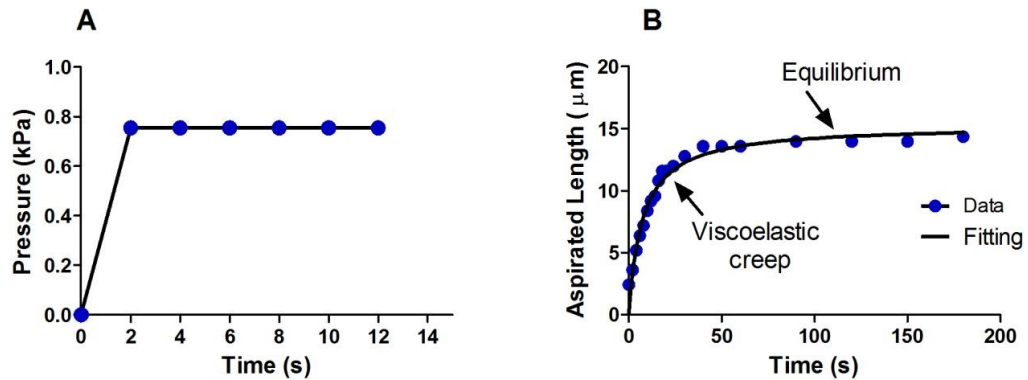 A
Pressure (kPa)
1.0
0.8
0.6
0.4
0.2
0.0
0 2 4 6 8 10 12 14
Time (s)
B
Aspirated Length ( μm)
20
15
10
5
0
Equilibrium
Viscoelastic
creep
Data
Fitting
0 50 100 150 200
Time (s)